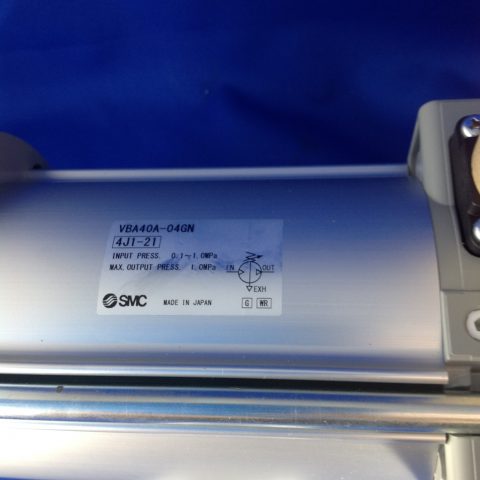 VBA40A-04GN
4J1-21
INPUT PRESS. 0.1~1.0MPa
MAX. OUTPUT PRESS. 1.0MPa
IN OUT
EXH
SMC MADE IN JAPAN G WR